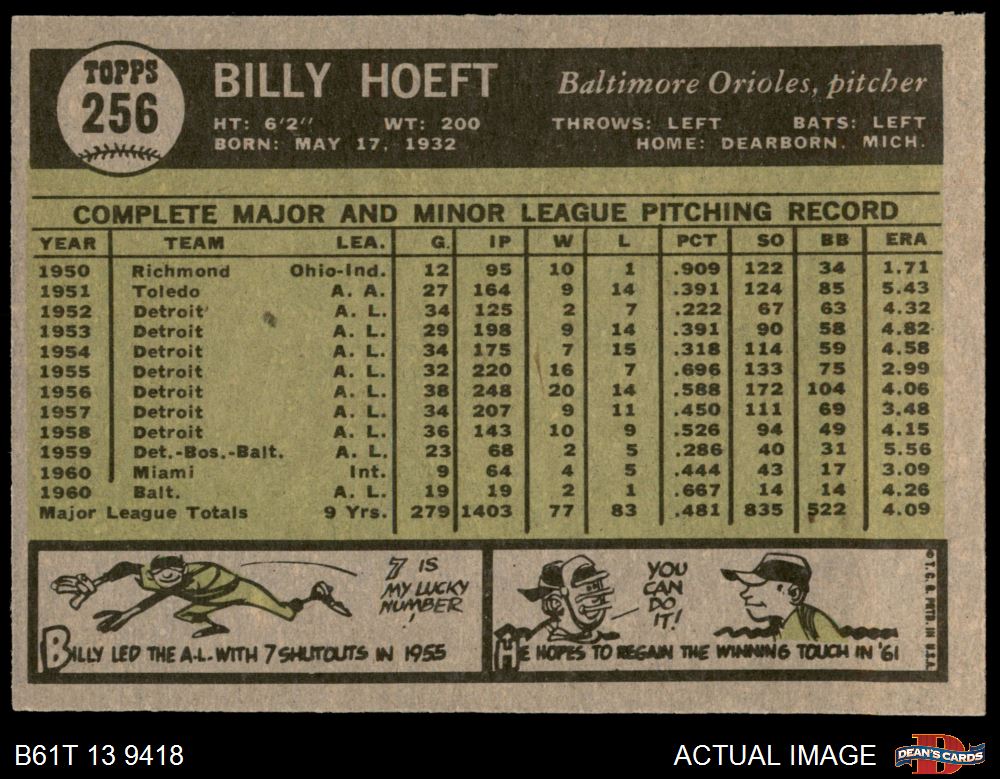 TOPPS
256
BILLY HOEFT
Baltimore Orioles, pitcher
HT: 6'2" WT: 200
THROWS: LEFT BATS: LEFT
BORN: MAY 17, 1932
HOME: DEARBORN, MICH.
COMPLETE MAJOR AND MINOR LEAGUE PITCHING RECORD
YEAR TEAM LEA. G. IP W L PCT SO BB ERA
1950 Richmond Ohio-Ind. 12 95 10 1 .909 122 34 1.71
1951 Toledo A. A. 27 164 9 14 .391 124 85 5.43
1952 Detroit A. L. 34 125 2 7 .222 67 63 4.32
1953 Detroit A. L. 29 198 9 14 .391 90 58 4.82
1954 Detroit A. L. 34 175 7 15 .318 114 59 4.58
1955 Detroit A. L. 32 220 16 7 .696 133 75 2.99
1956 Detroit A. L. 38 248 20 14 .588 172 104 4.06
1957 Detroit A. L. 34 207 9 11 .450 111 69 3.48
1958 Detroit A. L. 36 143 10 9 .526 94 49 4.15
1959 Det.-Bos.-Balt. A. L. 23 68 2 5 .286 40 31 5.56
1960 Miami Int. 9 64 4 5 .444 43 17 3.09
1960 Balt. A. L. 19 19 2 1 .667 14 14 4.26
Major League Totals 9 Yrs. 279 1403 77 83 .481 835 522 4.09
7 IS
MY LUCKY
NUMBER!
BILLY LED THE A.L. WITH 7 SHUTOUTS IN 1955
YOU
CAN
DO
IT!
HE HOPES TO REGAIN THE WINNING TOUCH IN '61
© T. C. G. PRTD. IN U.S.A.
B61T 13 9418
ACTUAL IMAGE
DEAN'S CARDS